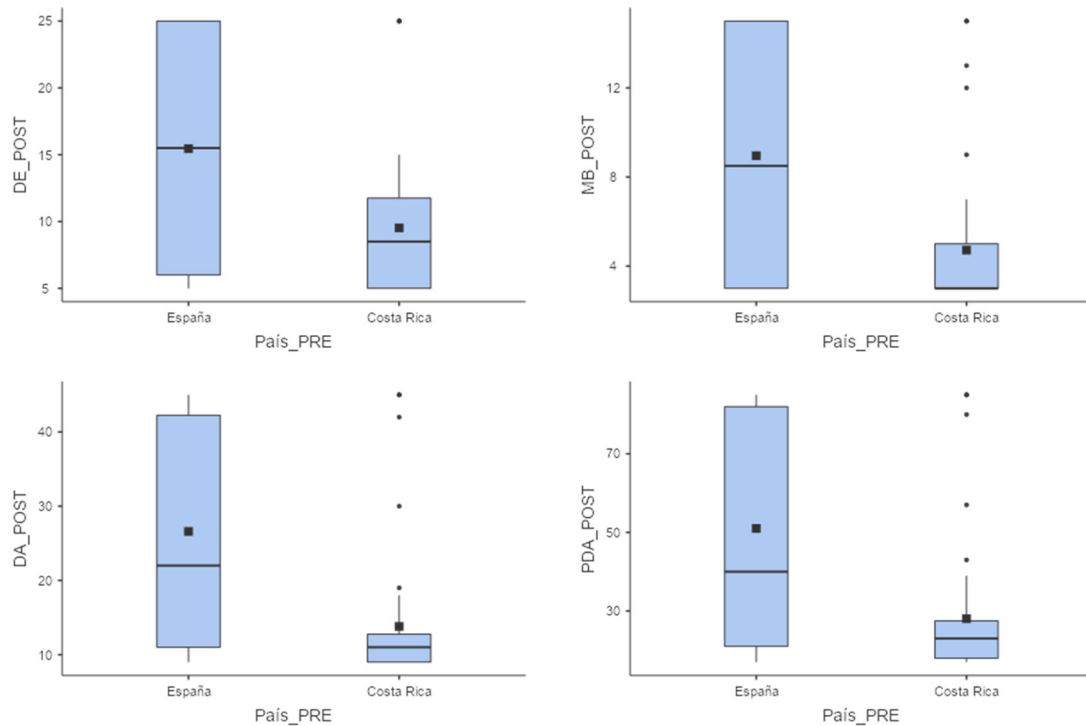 DE_POST
25
20
15
10
5
España
Costa Rica
País_PRE
MB_POST
12
8
4
España
Costa Rica
País_PRE
DA_POST
40
30
20
10
España
Costa Rica
País_PRE
PDA_POST
70
50
30
España
Costa Rica
País_PRE